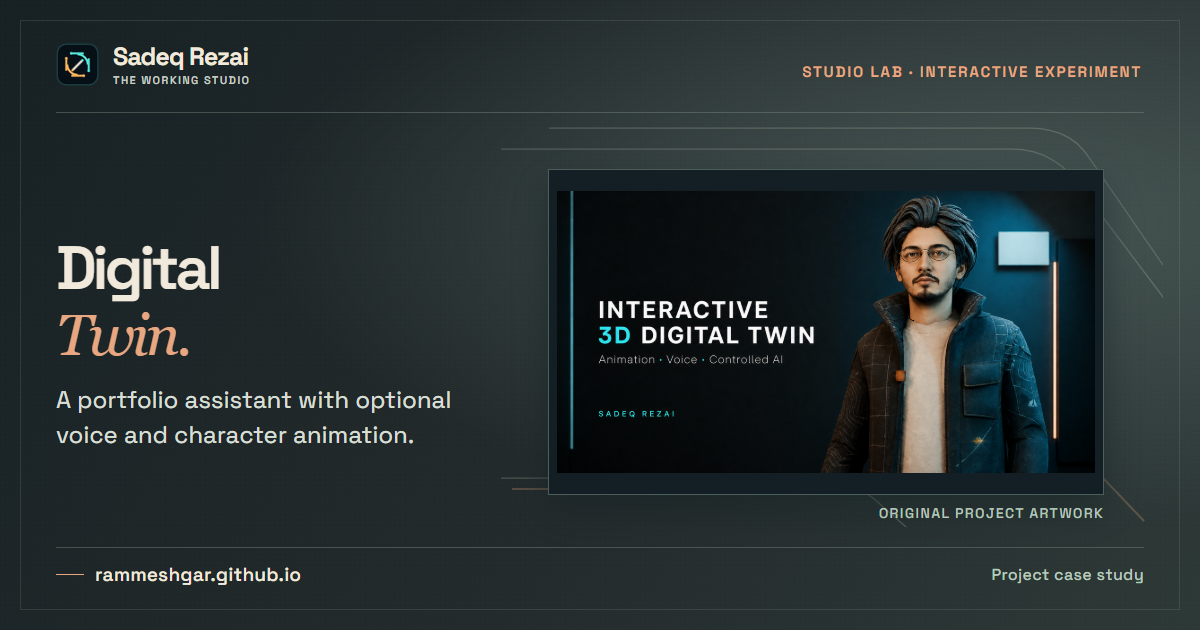 Sadeq Rezai
THE WORKING STUDIO
STUDIO LAB · INTERACTIVE EXPERIMENT
Digital
Twin.
A portfolio assistant with optional
voice and character animation.
INTERACTIVE
3D DIGITAL TWIN
Animation · Voice · Controlled AI
SADEQ REZAI
ORIGINAL PROJECT ARTWORK
rammeshgar.github.io
Project case study